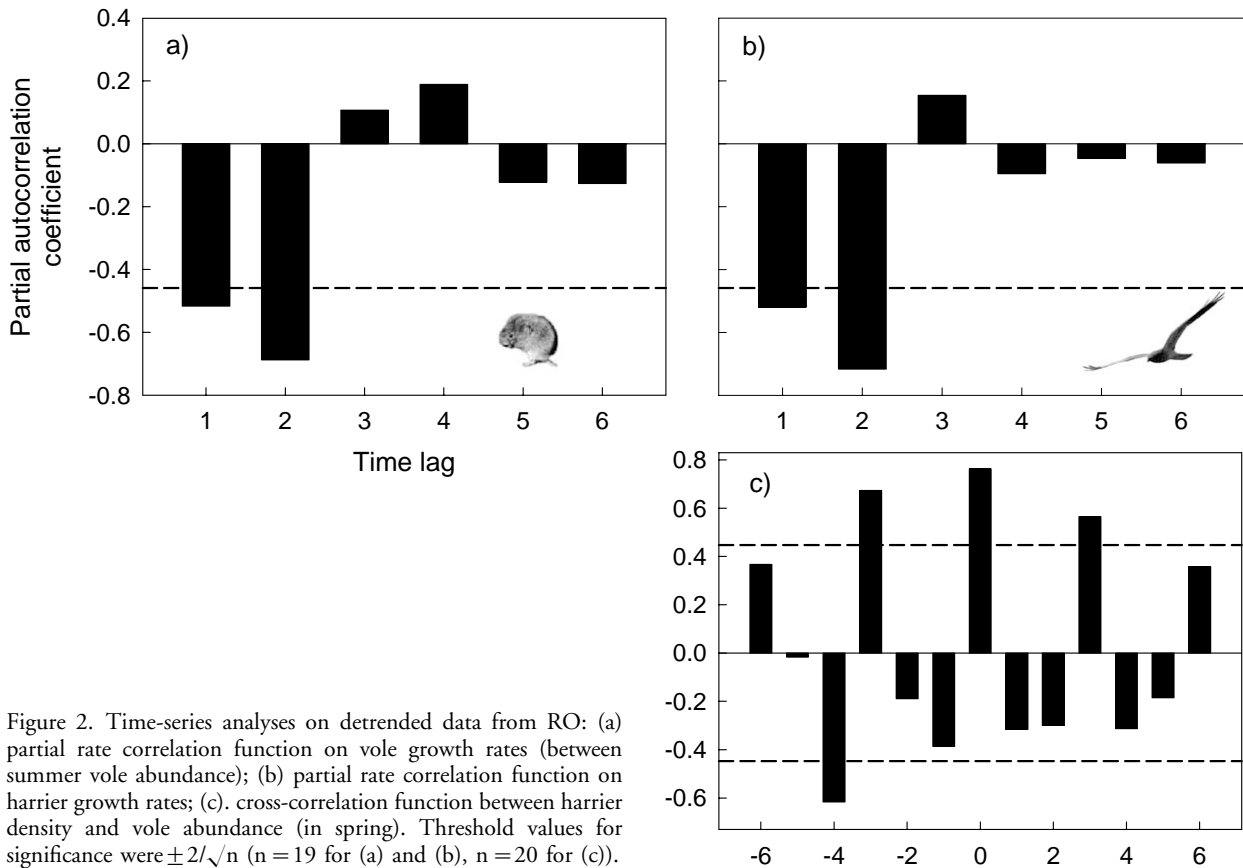 a)
b)
0.4
0.2
0.0
-0.2
-0.4
-0.6
-0.8
Partial autocorrelation
coefficient
1 2 3 4 5 6
1 2 3 4 5 6
Time lag
c)
0.8
0.6
0.4
0.2
0.0
-0.2
-0.4
-0.6
-6 -4 -2 0 2 4 6
Figure 2. Time-series analyses on detrended data from RO: (a)
partial rate correlation function on vole growth rates (between
summer vole abundance); (b) partial rate correlation function on
harrier growth rates; (c). cross-correlation function between harrier
density and vole abundance (in spring). Threshold values for
significance were ±2/√n (n = 19 for (a) and (b), n = 20 for (c)).